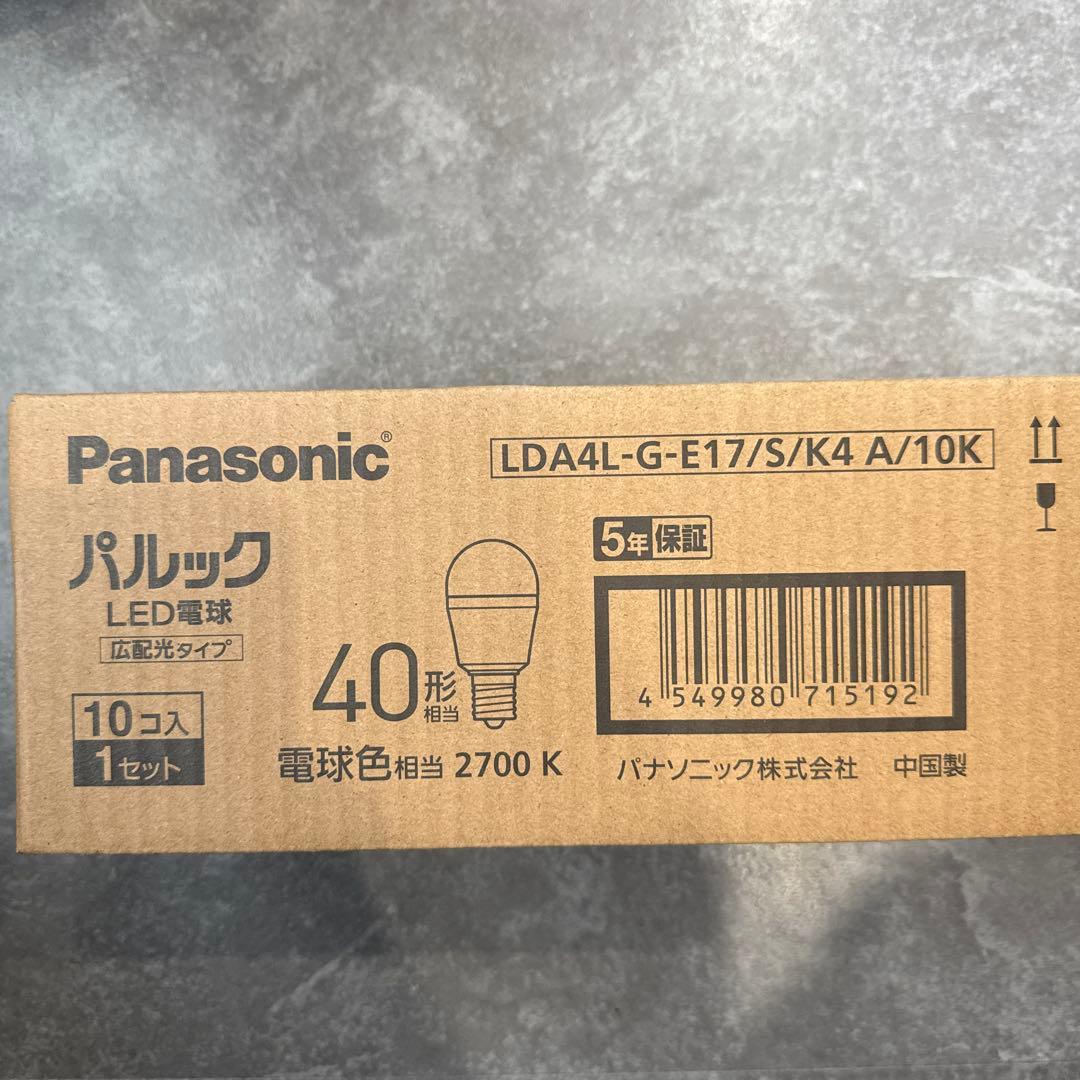 Panasonic®
LDA4L-G-E17/S/K4 A/10K
パルック
LED電球
広配光タイプ
10コ入
1セット
40形相当
電球色相当 2700 K
5年保証
4 549980 715192
パナソニック株式会社 中国製